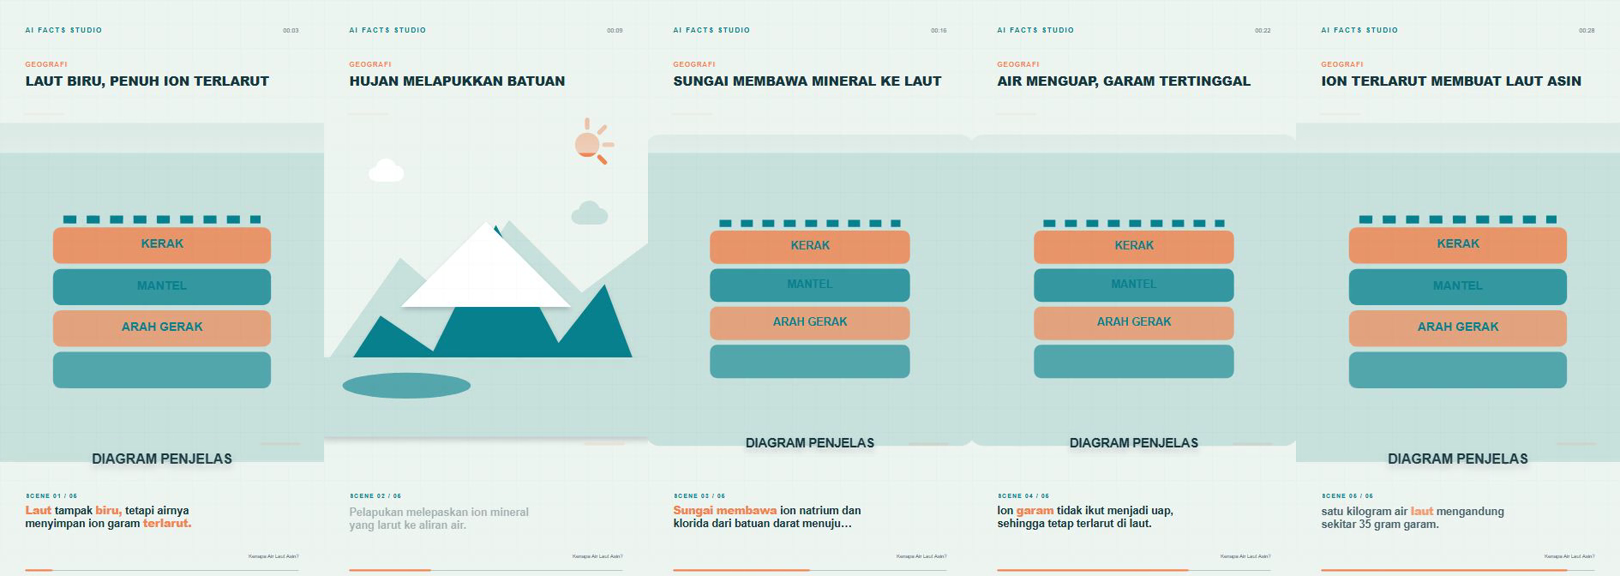 AI FACTS STUDIO
00:03
GEOGRAFI
LAUT BIRU, PENUH ION TERLARUT
KERAK
MANTEL
ARAH GERAK
DIAGRAM PENJELAS
SCENE 01 / 06
Laut tampak biru, tetapi airnya
menyimpan ion garam terlarut.
Kenapa Air Laut Asin?
AI FACTS STUDIO
00:09
GEOGRAFI
HUJAN MELAPUKKAN BATUAN
SCENE 02 / 06
Pelapukan melepaskan ion mineral
yang larut ke aliran air.
Kenapa Air Laut Asin?
AI FACTS STUDIO
00:16
GEOGRAFI
SUNGAI MEMBAWA MINERAL KE LAUT
KERAK
MANTEL
ARAH GERAK
DIAGRAM PENJELAS
SCENE 03 / 06
Sungai membawa ion natrium dan
klorida dari batuan darat menuju...
Kenapa Air Laut Asin?
AI FACTS STUDIO
00:22
GEOGRAFI
AIR MENGUAP, GARAM TERTINGGAL
KERAK
MANTEL
ARAH GERAK
DIAGRAM PENJELAS
SCENE 04 / 06
Ion garam tidak ikut menjadi uap,
sehingga tetap terlarut di laut.
Kenapa Air Laut Asin?
AI FACTS STUDIO
00:28
GEOGRAFI
ION TERLARUT MEMBUAT LAUT ASIN
KERAK
MANTEL
ARAH GERAK
DIAGRAM PENJELAS
SCENE 05 / 06
satu kilogram air laut mengandung
sekitar 35 gram garam.
Kenapa Air Laut Asin?